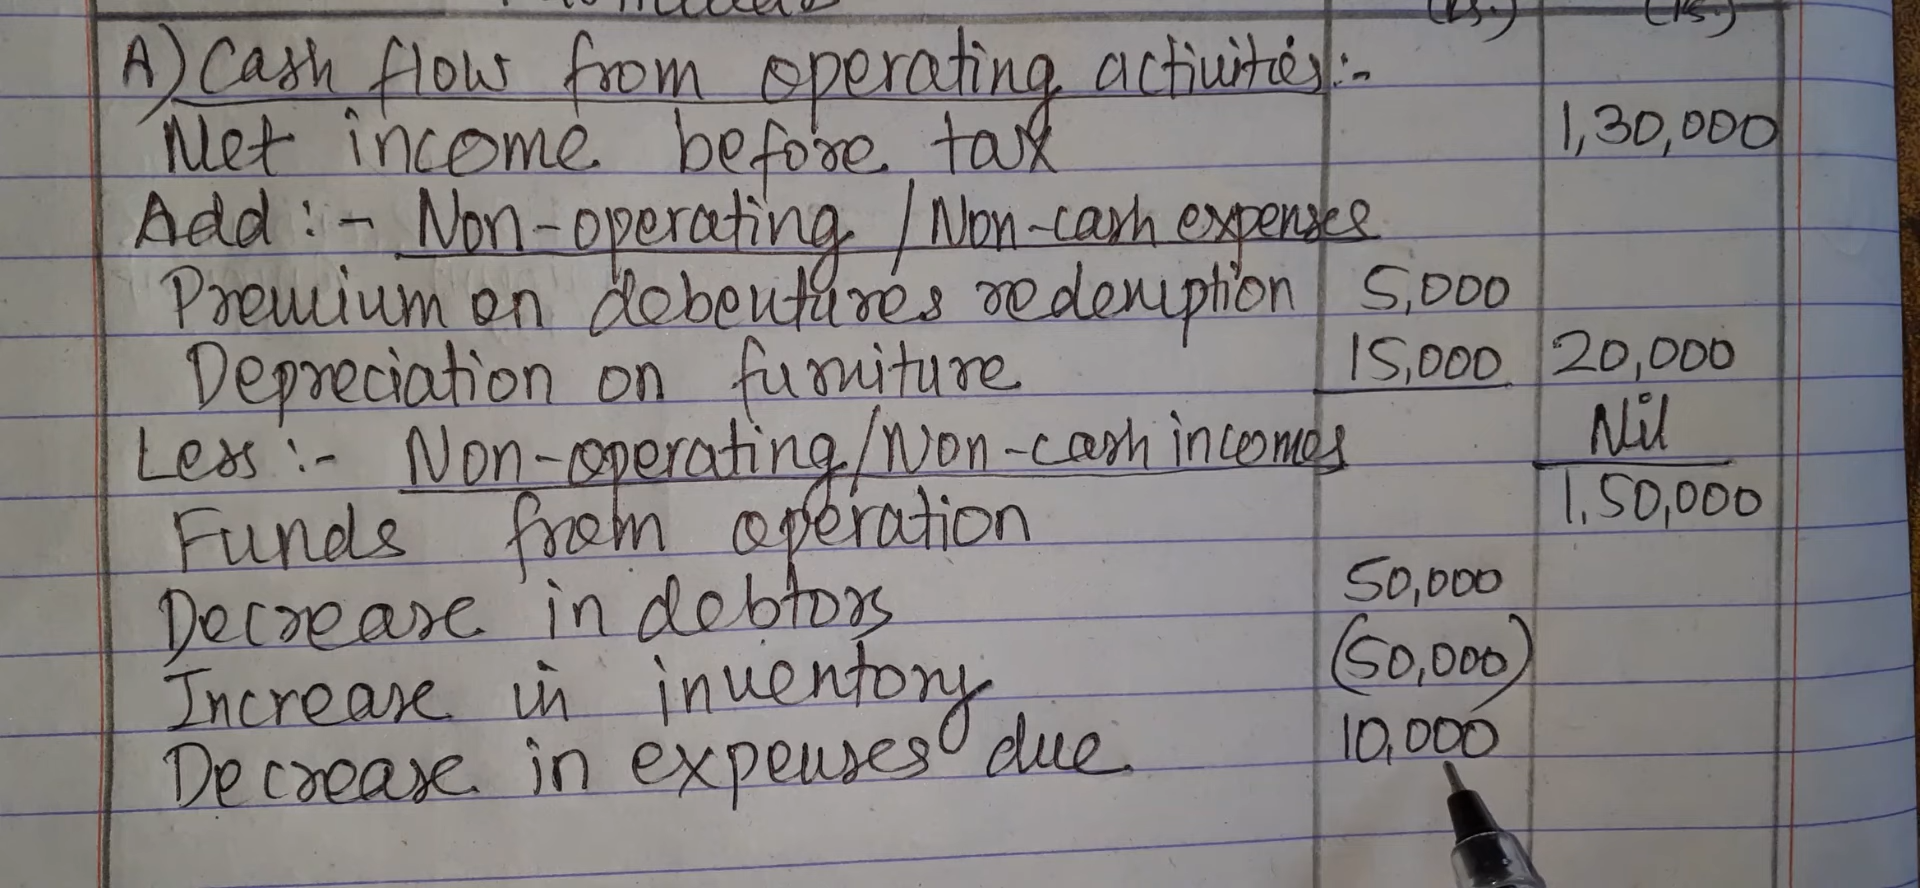 (Rs.) (Rs.)
A) Cash flow from operating activities:-
Net income before tax 1,30,000
Add :- Non-operating / Non-cash expenses
Premium on debentures redemption 5,000
Depreciation on furniture 15,000 20,000
Less :- Non-operating/Non-cash incomes Nil
Funds from operation 1,50,000
Decrease in debtors 50,000
Increase in inventory (50,000)
Decrease in expenses due 10,000